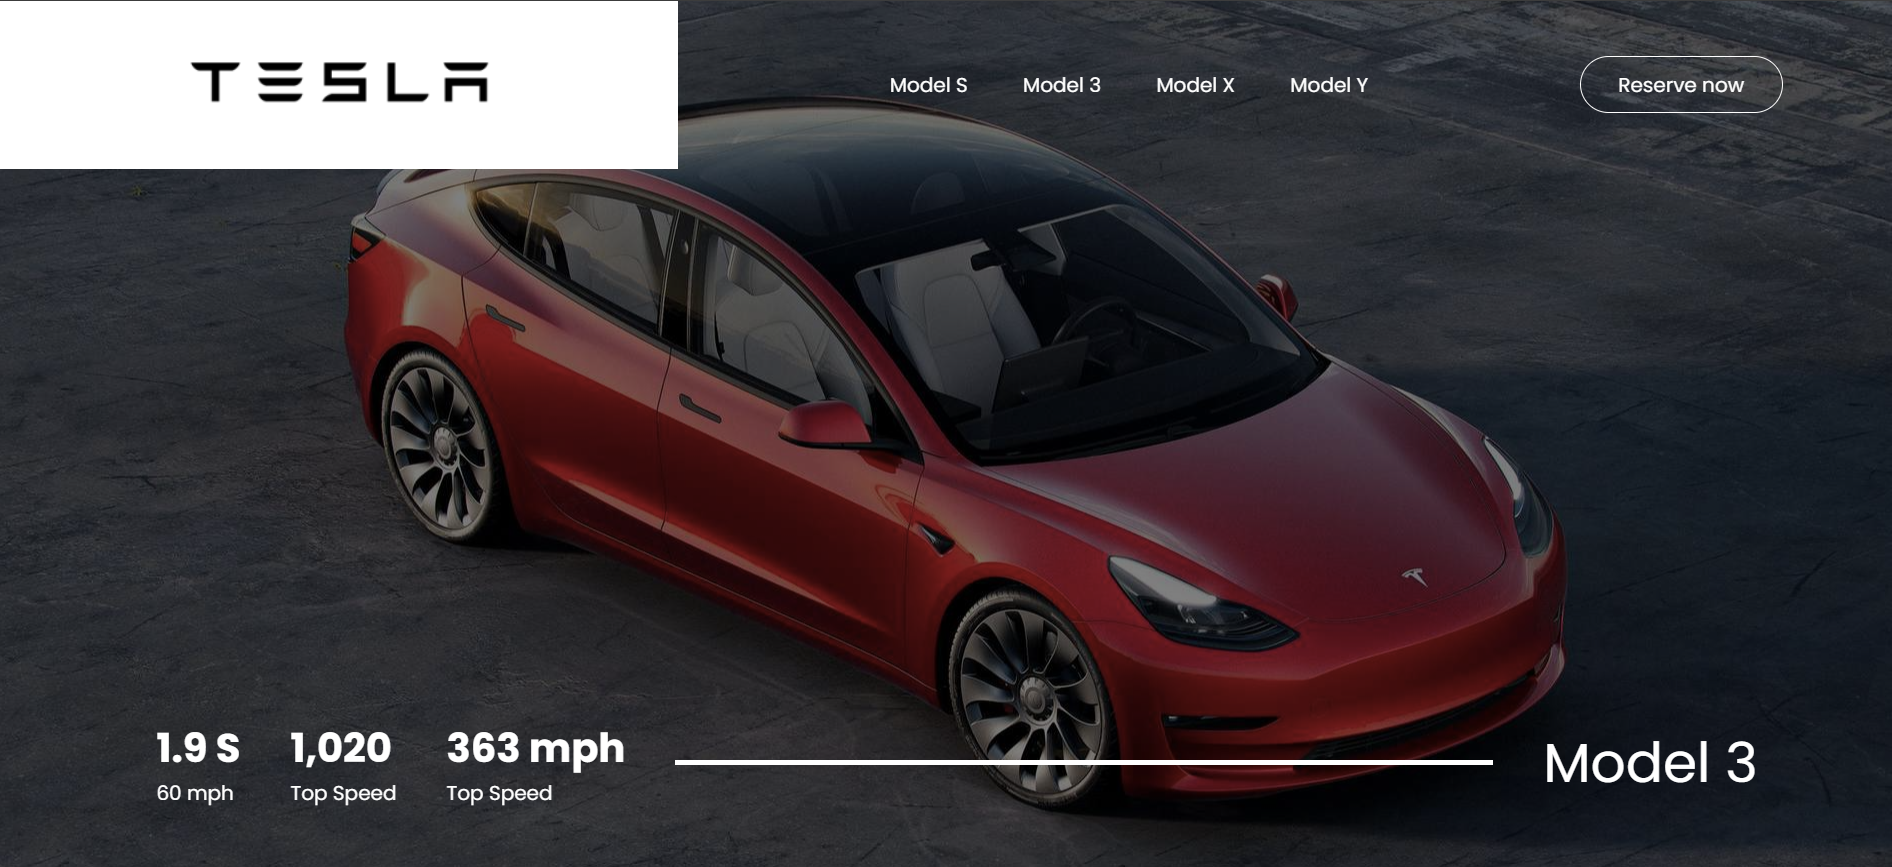 TESLA
Model S Model 3 Model X Model Y Reserve now
1.9 S 1,020 363 mph
60 mph Top Speed Top Speed
Model 3